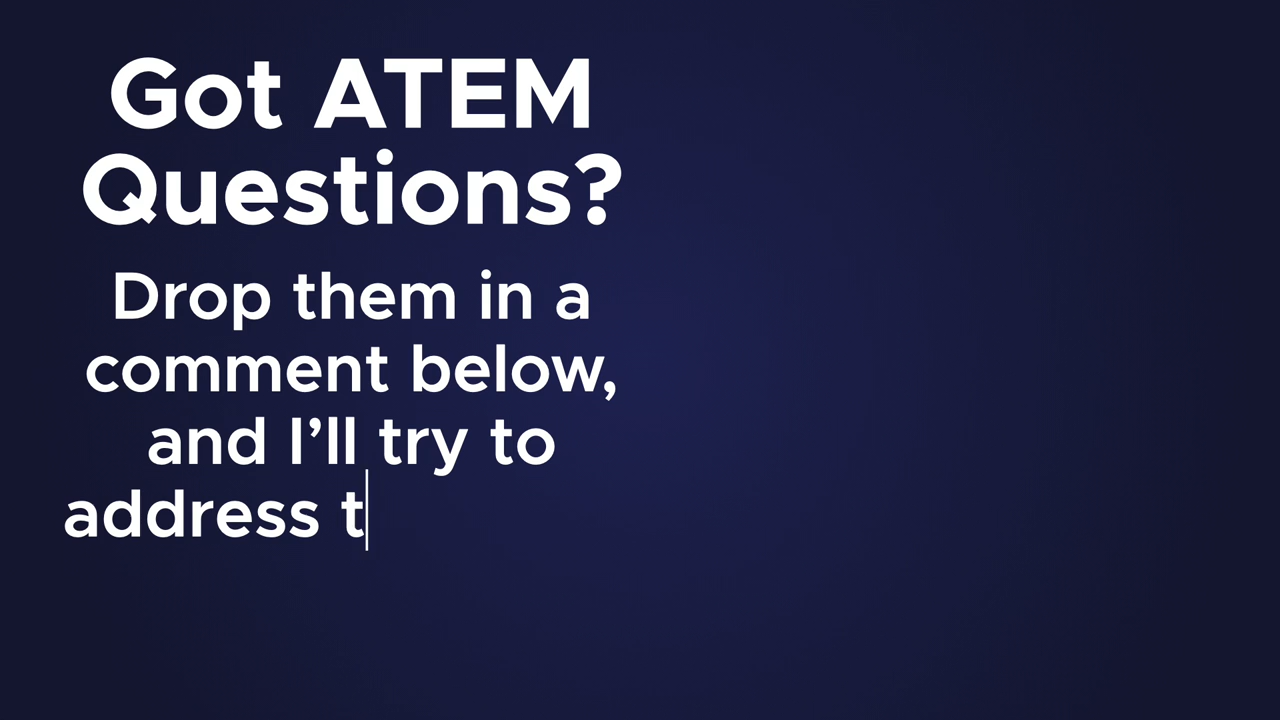 Got ATEM
Questions?
Drop them in a
comment below,
and I’ll try to
address t